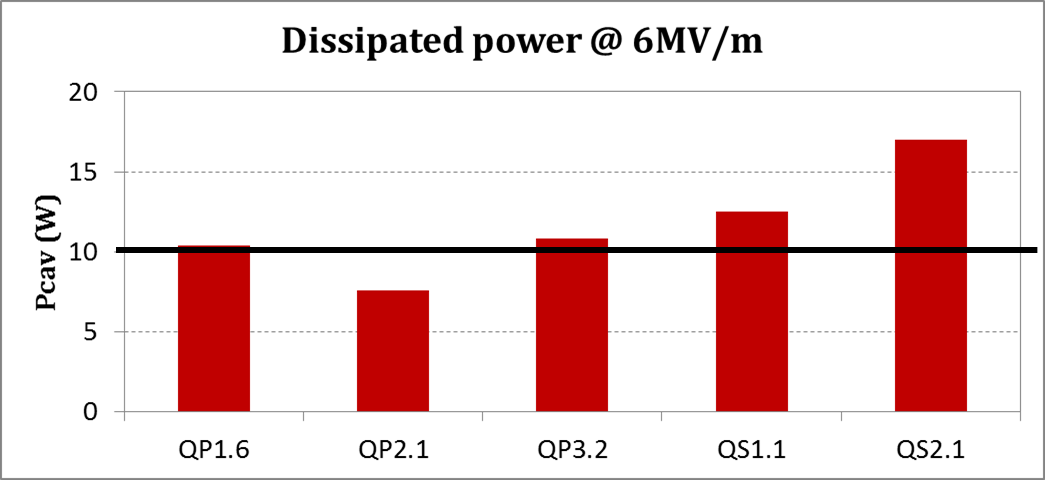 Dissipated power @ 6MV/m
Pcav (W)
20
15
10
5
0
QP1.6 QP2.1 QP3.2 QS1.1 QS2.1